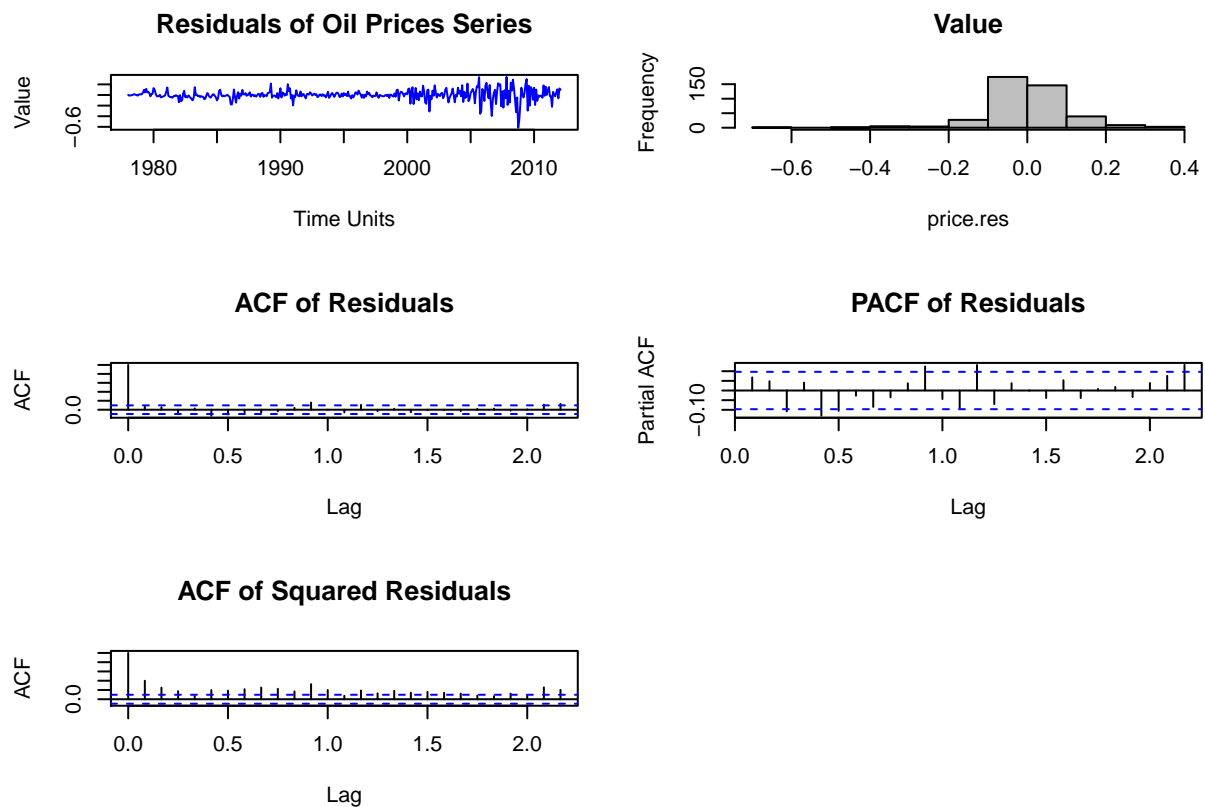 Residuals of Oil Prices Series
Value
−0.6
1980 1990 2000 2010
Time Units
Value
Frequency
0 150
−0.6 −0.4 −0.2 0.0 0.2 0.4
price.res
ACF of Residuals
ACF
0.0
0.0 0.5 1.0 1.5 2.0
Lag
PACF of Residuals
Partial ACF
−0.10
0.0 0.5 1.0 1.5 2.0
Lag
ACF of Squared Residuals
ACF
0.0
0.0 0.5 1.0 1.5 2.0
Lag